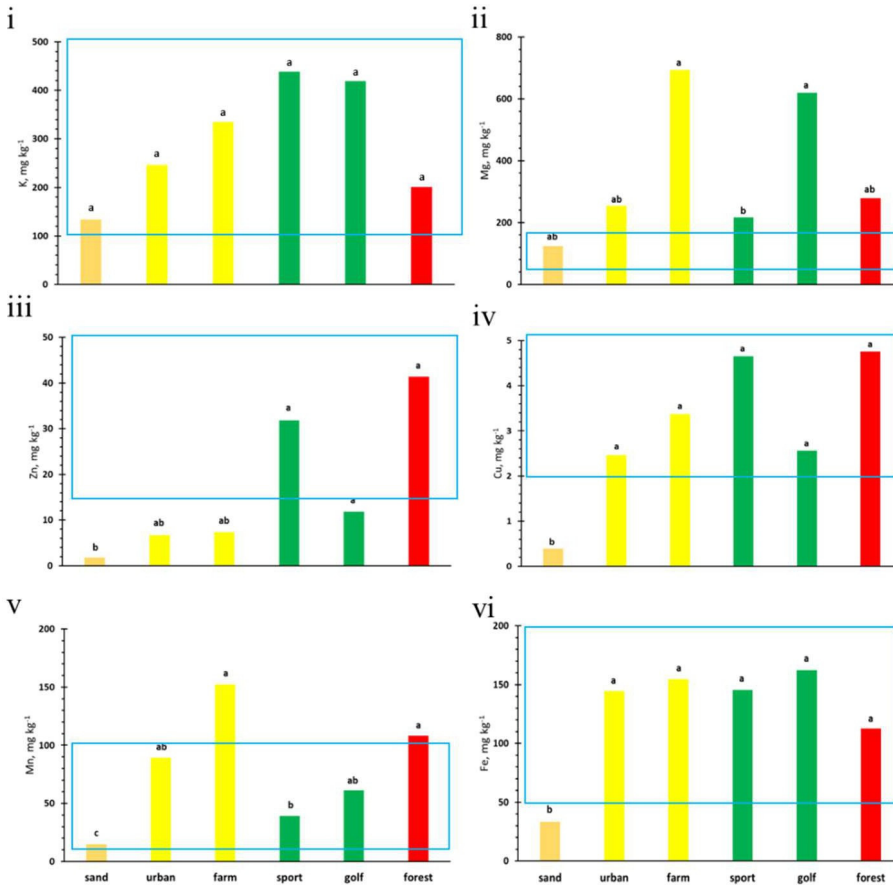 i
ii
500
400
300
200
100
0
K, mg kg-1
a
a
a
a
a
a
800
600
400
200
0
Mg, mg kg-1
ab
ab
a
b
a
ab
iii
iv
50
40
30
20
10
0
Zn, mg kg-1
b
ab
ab
a
a
a
5
4
3
2
1
0
Cu, mg kg-1
b
a
a
a
a
a
v
vi
200
150
100
50
0
Mn, mg kg-1
c
ab
a
b
ab
a
sand urban farm sport golf forest
200
150
100
50
0
Fe, mg kg-1
b
a
a
a
a
a
sand urban farm sport golf forest